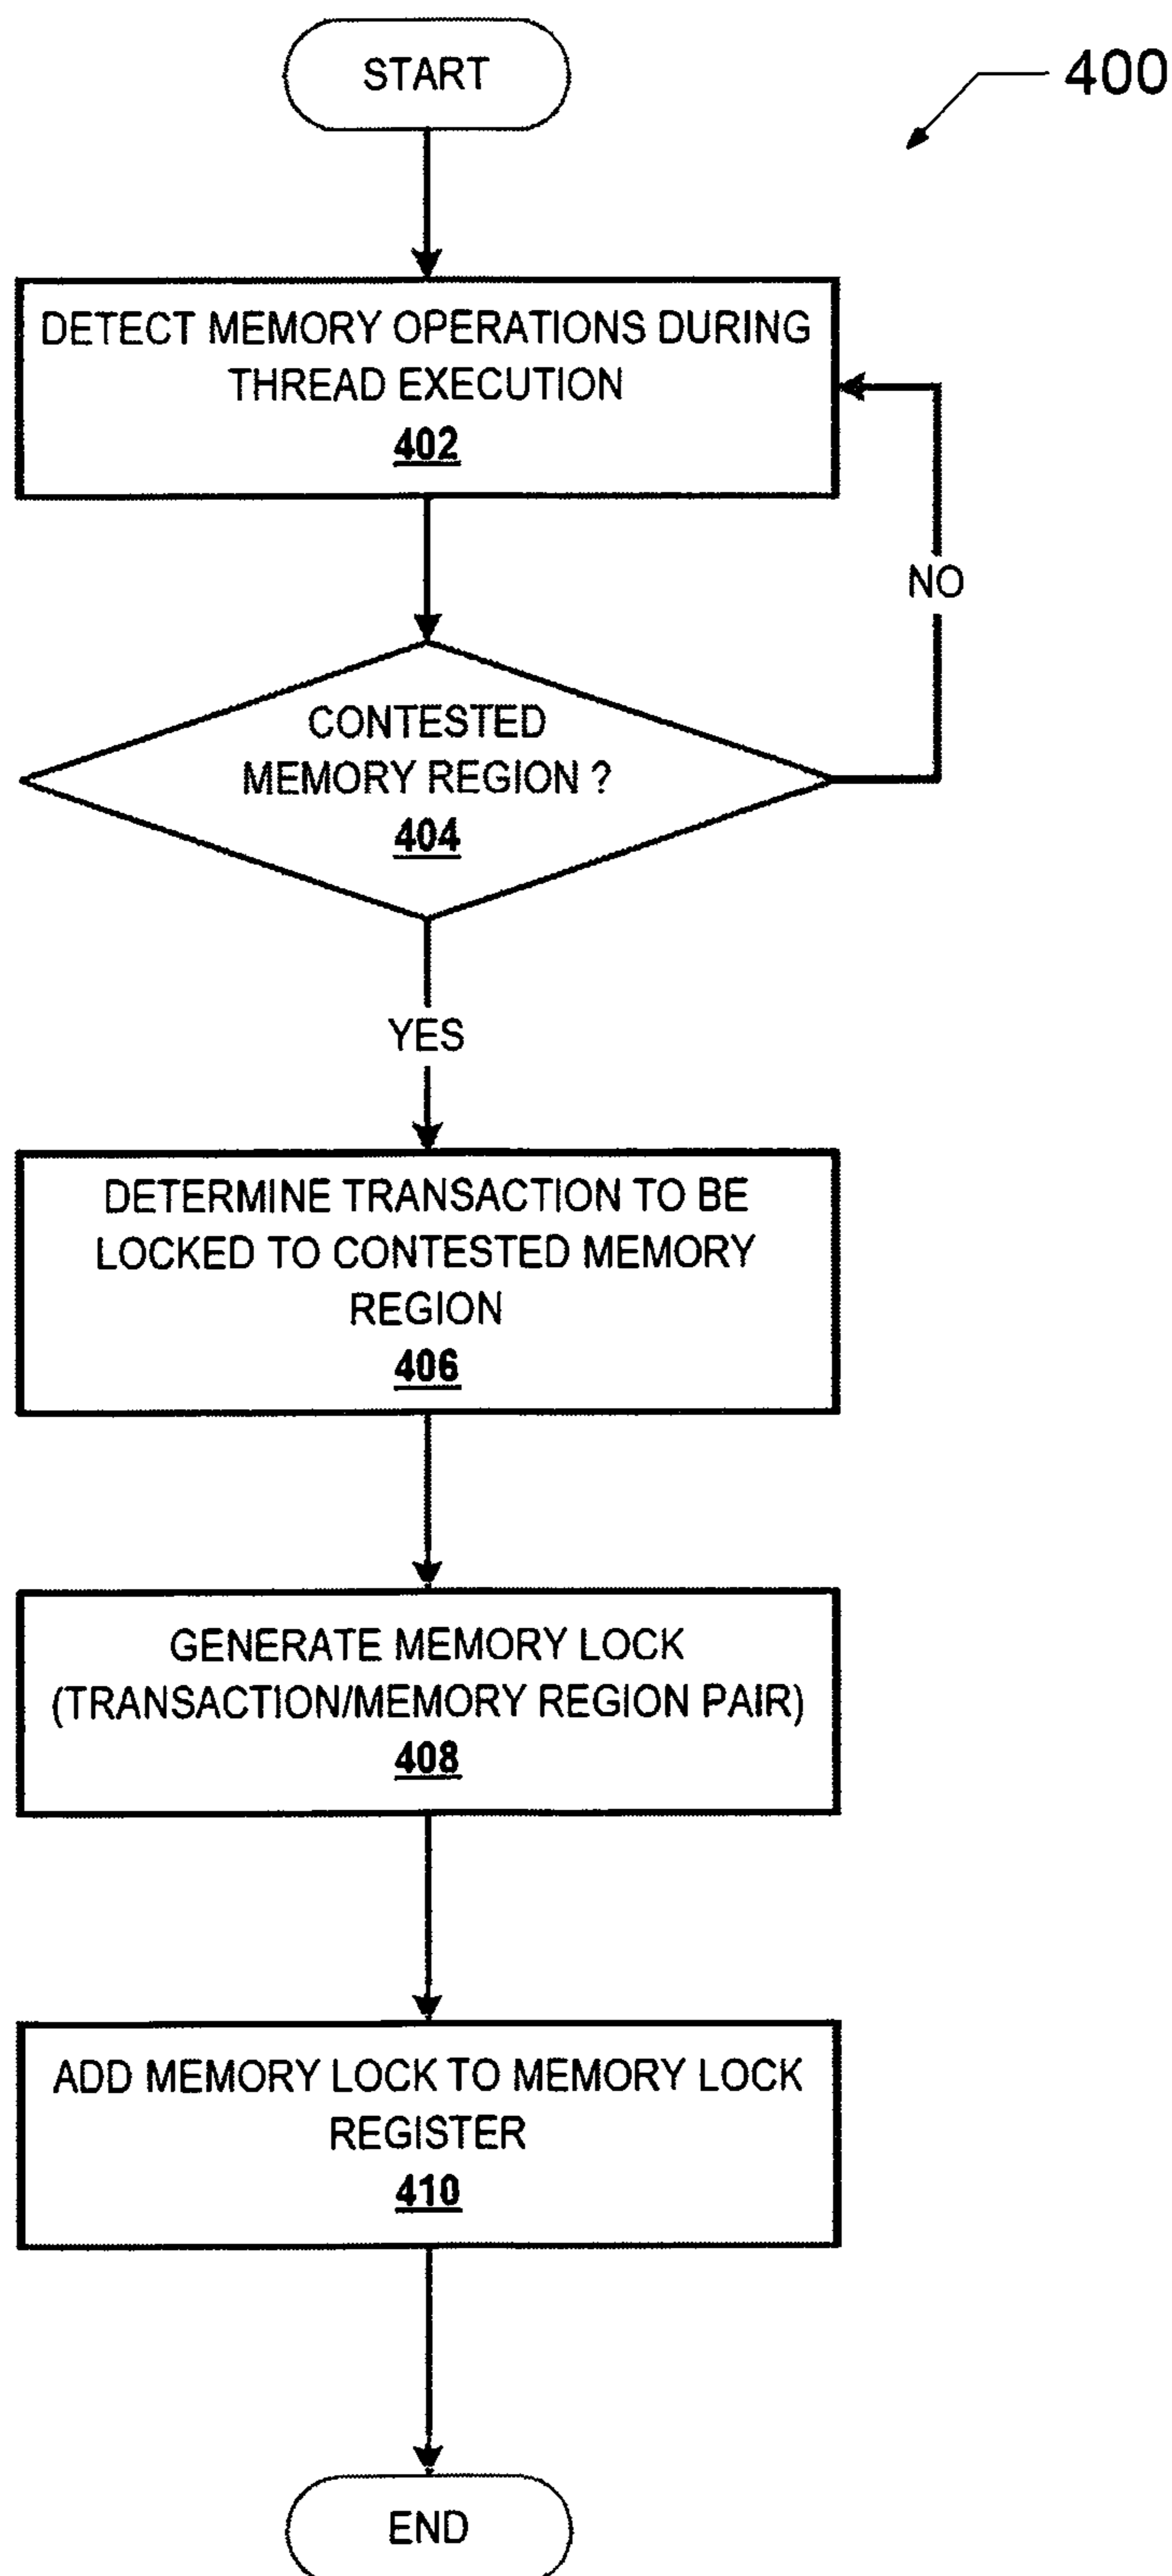 START
400
DETECT MEMORY OPERATIONS DURING
THREAD EXECUTION
402
NO
CONTESTED
MEMORY REGION ?
404
YES
DETERMINE TRANSACTION TO BE
LOCKED TO CONTESTED MEMORY
REGION
406
GENERATE MEMORY LOCK
(TRANSACTION/MEMORY REGION PAIR)
408
ADD MEMORY LOCK TO MEMORY LOCK
REGISTER
410
END